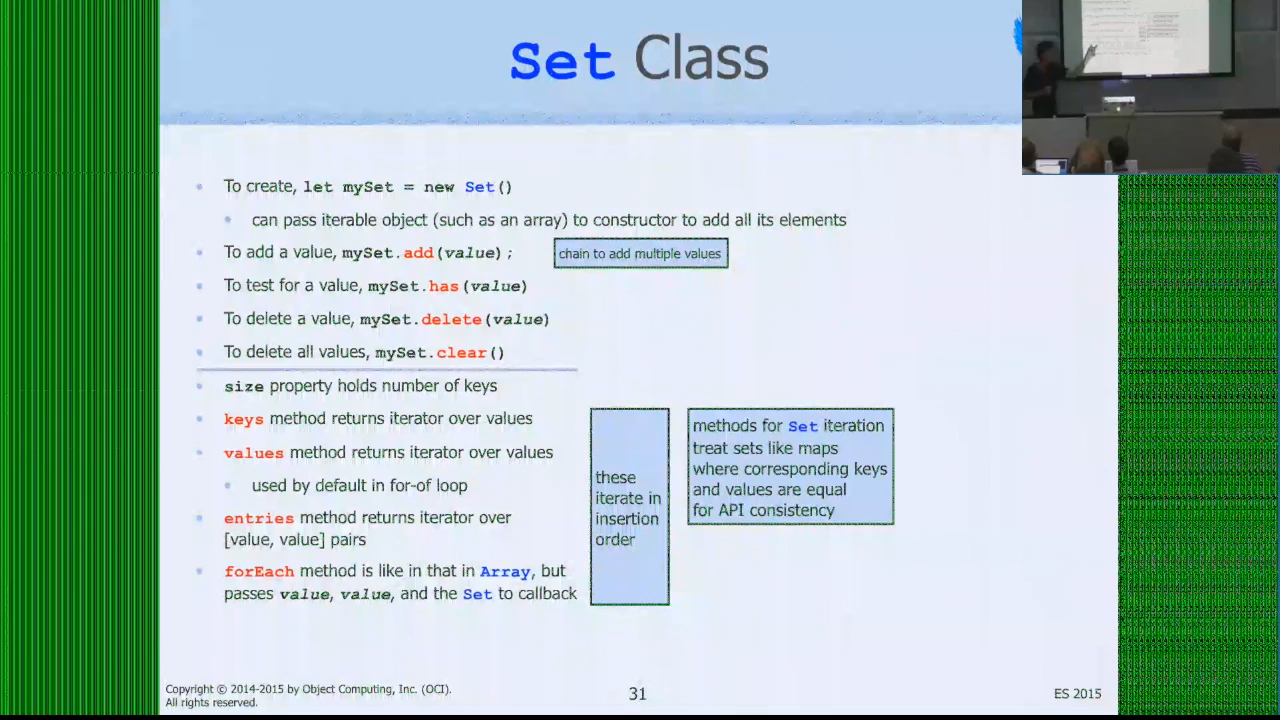 Set Class
To create, let mySet = new Set()
can pass iterable object (such as an array) to constructor to add all its elements
To add a value, mySet.add(value);
chain to add multiple values
To test for a value, mySet.has(value)
To delete a value, mySet.delete(value)
To delete all values, mySet.clear()
size property holds number of keys
keys method returns iterator over values
values method returns iterator over values
used by default in for-of loop
entries method returns iterator over
[value, value] pairs
forEach method is like in that in Array, but
passes value, value, and the Set to callback
these
iterate in
insertion
order
methods for Set iteration
treat sets like maps
where corresponding keys
and values are equal
for API consistency
Copyright © 2014-2015 by Object Computing, Inc. (OCI).
All rights reserved.
31
ES 2015